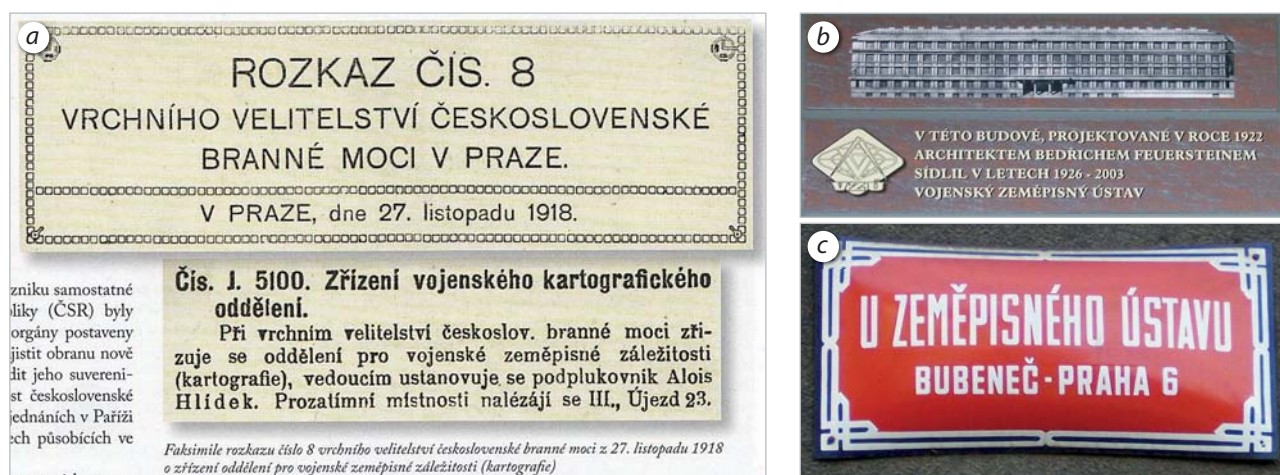 a
ROZKAZ ČÍS. 8
VRCHNÍHO VELITELSTVÍ ČESKOSLOVENSKÉ
BRANNÉ MOCI V PRAZE.
V PRAZE, dne 27. listopadu 1918.
zniku samostatné
bliky (ČSR) byly
orgány postaveny
jistit obranu nově
dit jeho suvereni-
st československé
jednáních v Paříži
ech působících ve
Čís. J. 5100. Zřízení vojenského kartografického
oddělení.
Při vrchním velitelství českoslov. branné moci zři-
zuje se oddělení pro vojenské zeměpisné záležitosti
(kartografie), vedoucím ustanovuje se podplukovník Alois
Hlídek. Prozatímní místnosti nalézájí se III., Újezd 23.
Faksimile rozkazu číslo 8 vrchního velitelství československé branné moci z 27. listopadu 1918
o zřízení oddělení pro vojenské zeměpisné záležitosti (kartografie)
b
V TÉTO BUDOVĚ, PROJEKTOVANÉ V ROCE 1922
ARCHITEKTEM BEDŘICHEM FEUERSTEINEM
SÍDLIL V LETECH 1926 - 2003
VOJENSKÝ ZEMĚPISNÝ ÚSTAV
c
U ZEMĚPISNÉHO ÚSTAVU
BUBENEČ - PRAHA 6